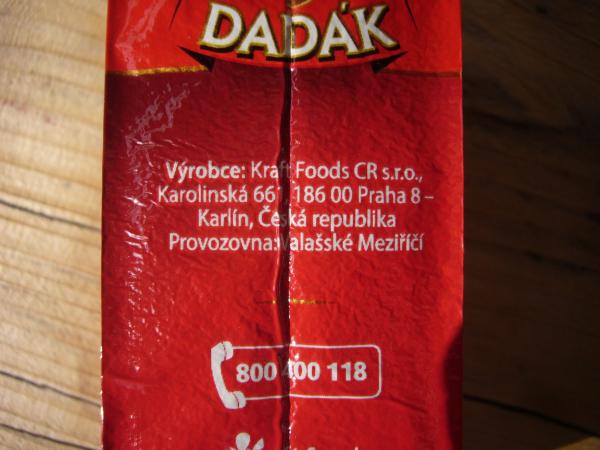 DADÁK
Výrobce: Kraft Foods CR s.r.o.,
Karolinská 661, 186 00 Praha 8 –
Karlín, Česká republika
Provozovna: Valašské Meziříčí
800 400 118